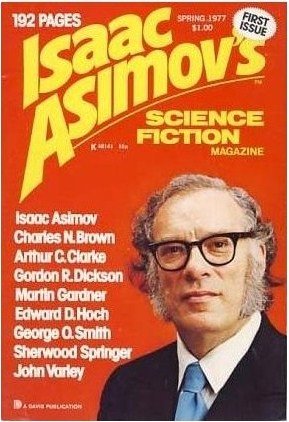 192 PAGES
SPRING 1977
$1.00
FIRST
ISSUE
Isaac
Asimov's
TM
SCIENCE
FICTION
MAGAZINE
K 48141
Isaac Asimov
Charles N. Brown
Arthur C. Clarke
Gordon R. Dickson
Martin Gardner
Edward D. Hoch
George O. Smith
Sherwood Springer
John Varley
A DAVIS PUBLICATION